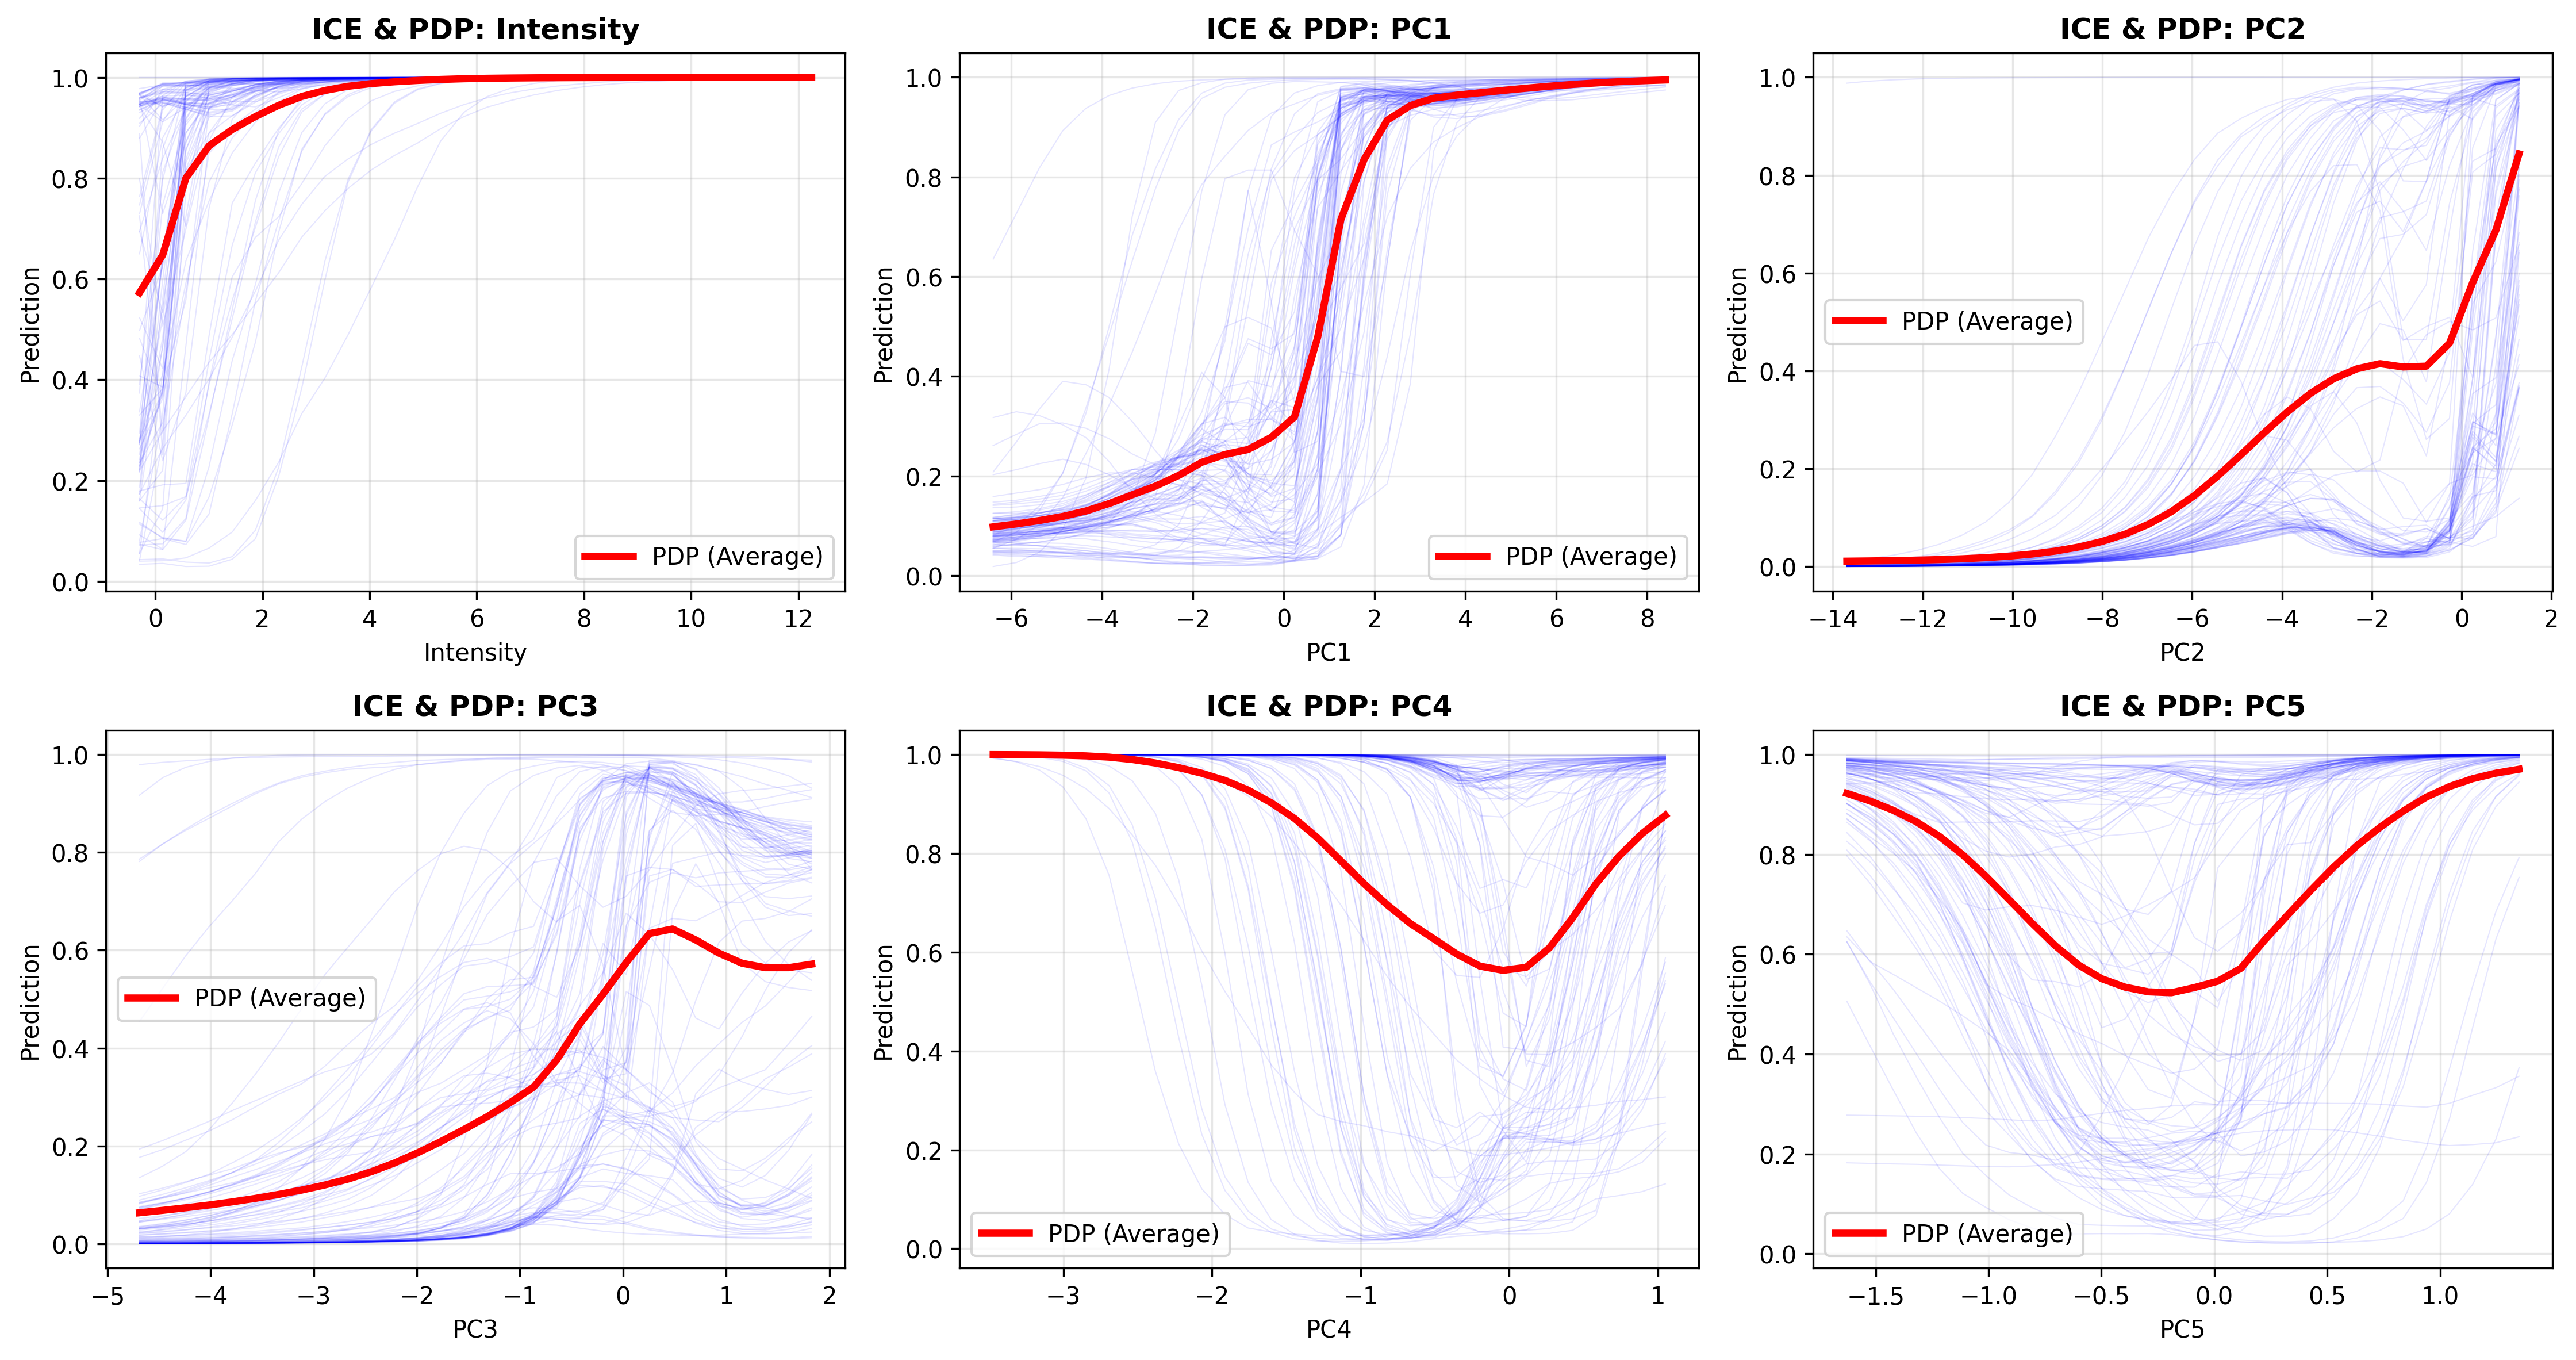 ICE & PDP: Intensity
Prediction
1.0
0.8
0.6
0.4
0.2
0.0
PDP (Average)
0 2 4 6 8 10 12
Intensity
ICE & PDP: PC1
Prediction
1.0
0.8
0.6
0.4
0.2
0.0
PDP (Average)
−6 −4 −2 0 2 4 6 8
PC1
ICE & PDP: PC2
Prediction
1.0
0.8
0.6
0.4
0.2
0.0
PDP (Average)
−14 −12 −10 −8 −6 −4 −2 0 2
PC2
ICE & PDP: PC3
Prediction
1.0
0.8
0.6
0.4
0.2
0.0
PDP (Average)
−5 −4 −3 −2 −1 0 1 2
PC3
ICE & PDP: PC4
Prediction
1.0
0.8
0.6
0.4
0.2
0.0
PDP (Average)
−3 −2 −1 0 1
PC4
ICE & PDP: PC5
Prediction
1.0
0.8
0.6
0.4
0.2
0.0
PDP (Average)
−1.5 −1.0 −0.5 0.0 0.5 1.0
PC5